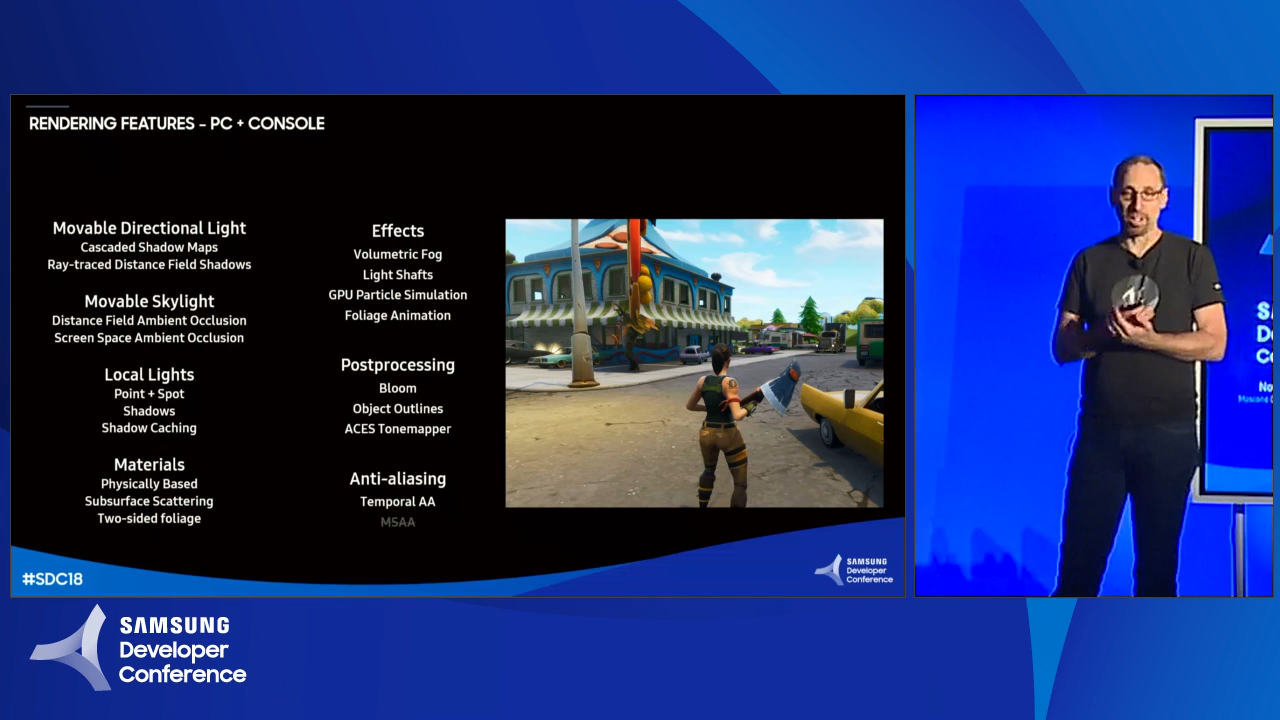 RENDERING FEATURES - PC + CONSOLE
Movable Directional Light
Cascaded Shadow Maps
Ray-traced Distance Field Shadows
Movable Skylight
Distance Field Ambient Occlusion
Screen Space Ambient Occlusion
Local Lights
Point + Spot
Shadows
Shadow Caching
Materials
Physically Based
Subsurface Scattering
Two-sided foliage
Effects
Volumetric Fog
Light Shafts
GPU Particle Simulation
Foliage Animation
Postprocessing
Bloom
Object Outlines
ACES Tonemapper
Anti-aliasing
Temporal AA
MSAA
#SDC18
SAMSUNG
Developer
Conference
SAMSUNG
Developer
Conference